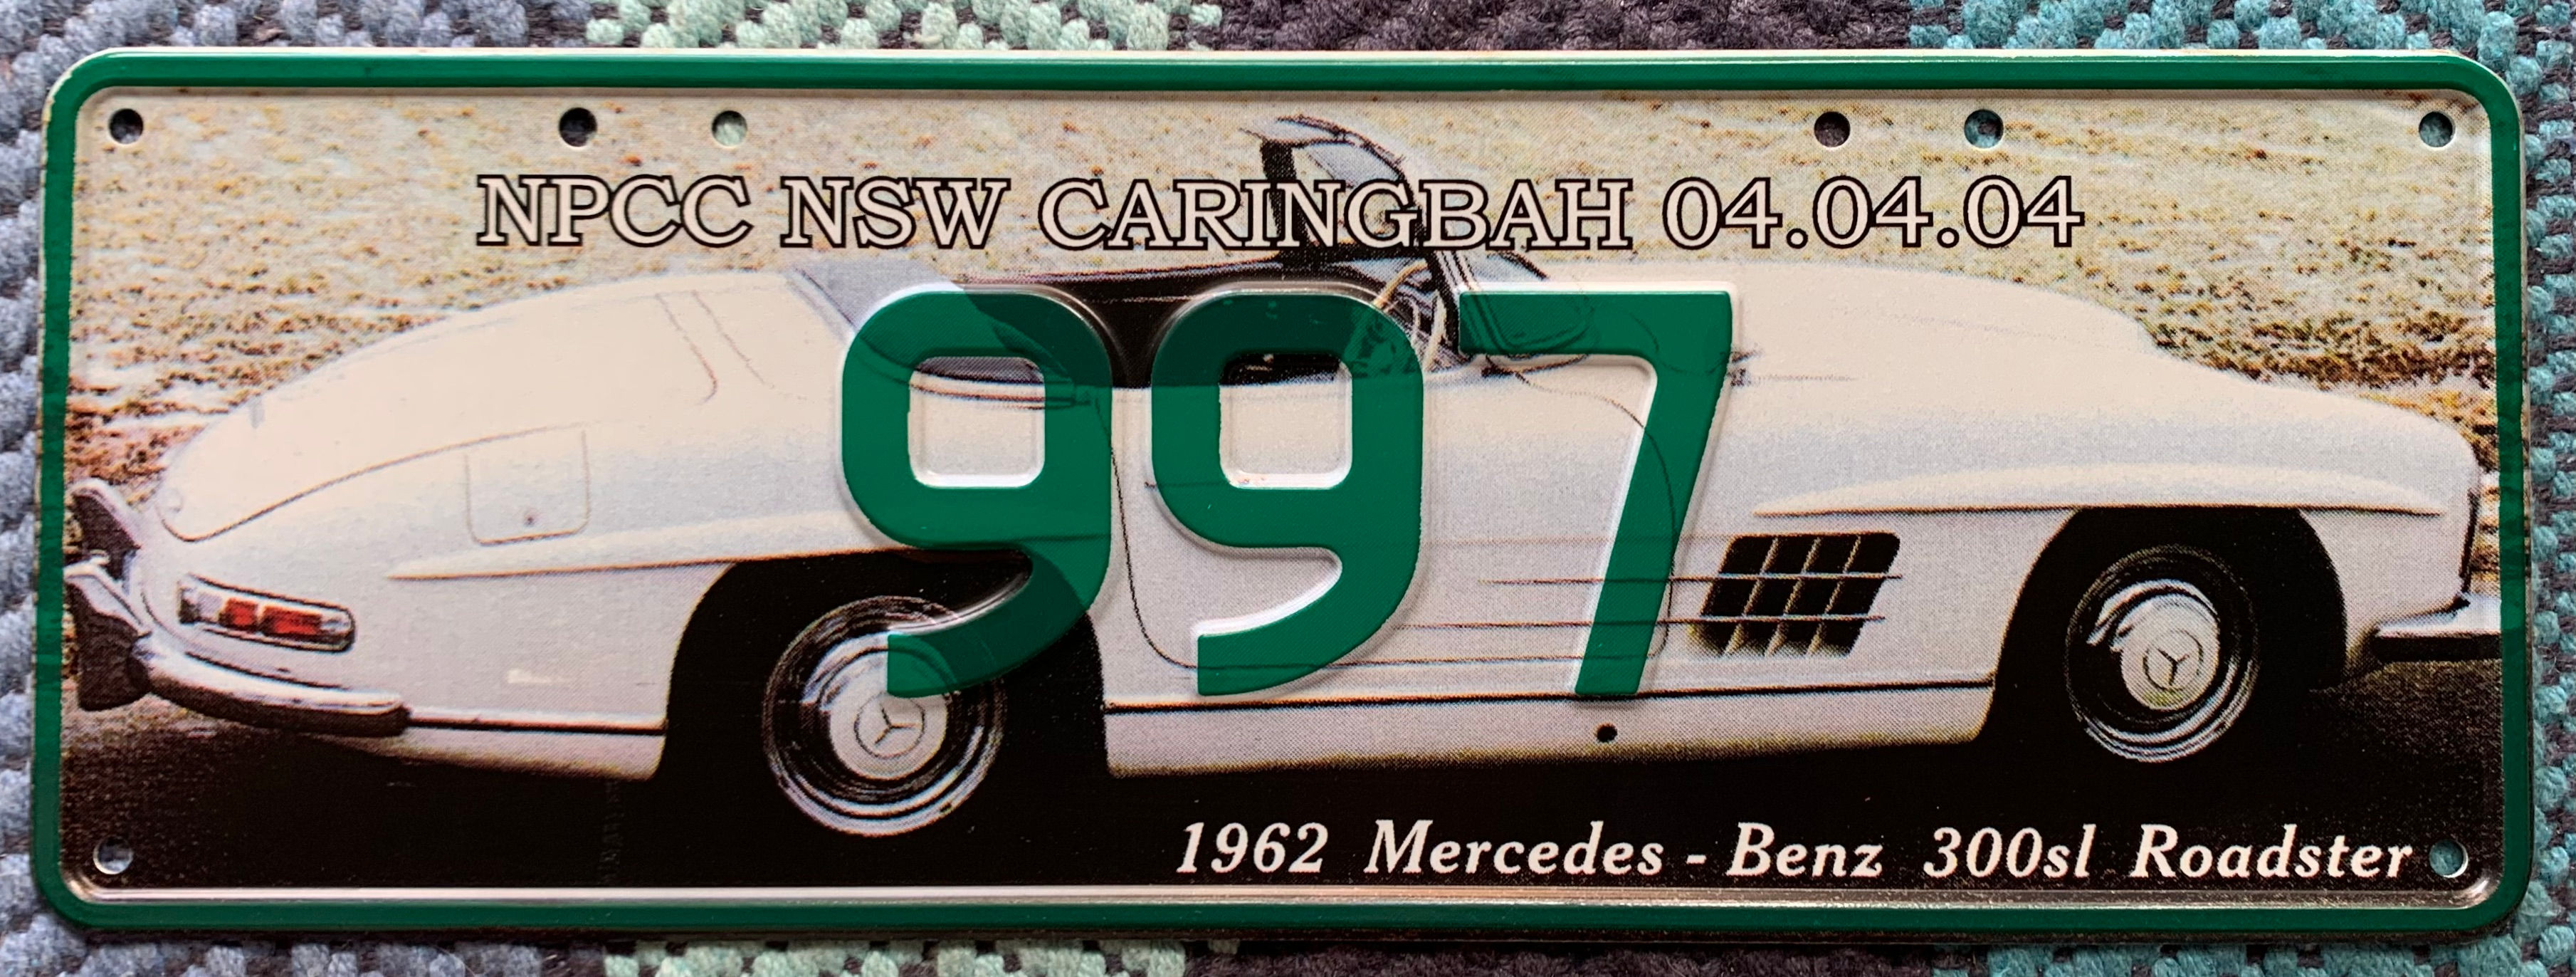 NPCC NSW CARINGBAH 04.04.04
997
1962 Mercedes - Benz 300sl Roadster